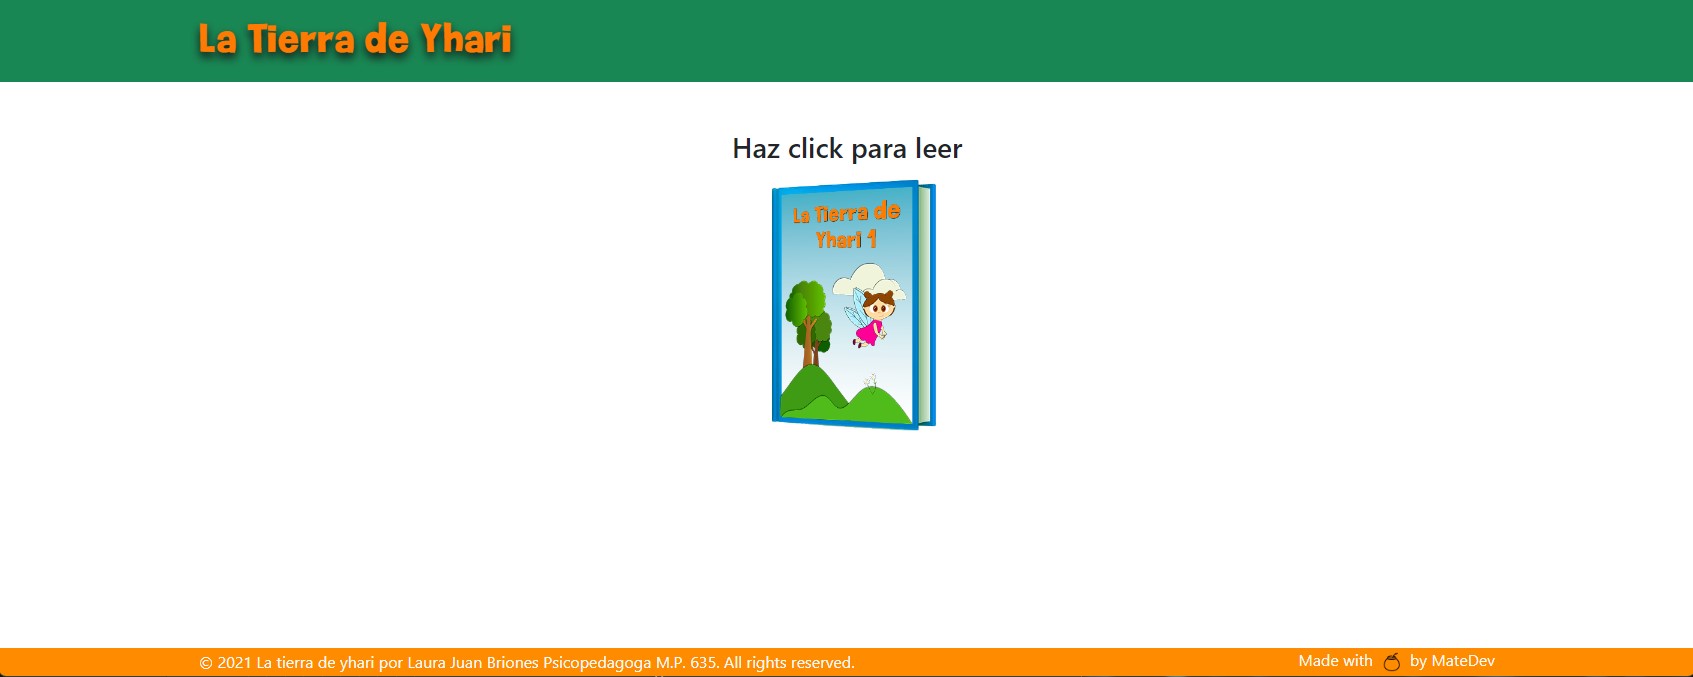 La Tierra de Yhari
Haz click para leer
La Tierra de
Yhari 1
© 2021 La tierra de yhari por Laura Juan Briones Psicopedagoga M.P. 635. All rights reserved.
Made with by MateDev